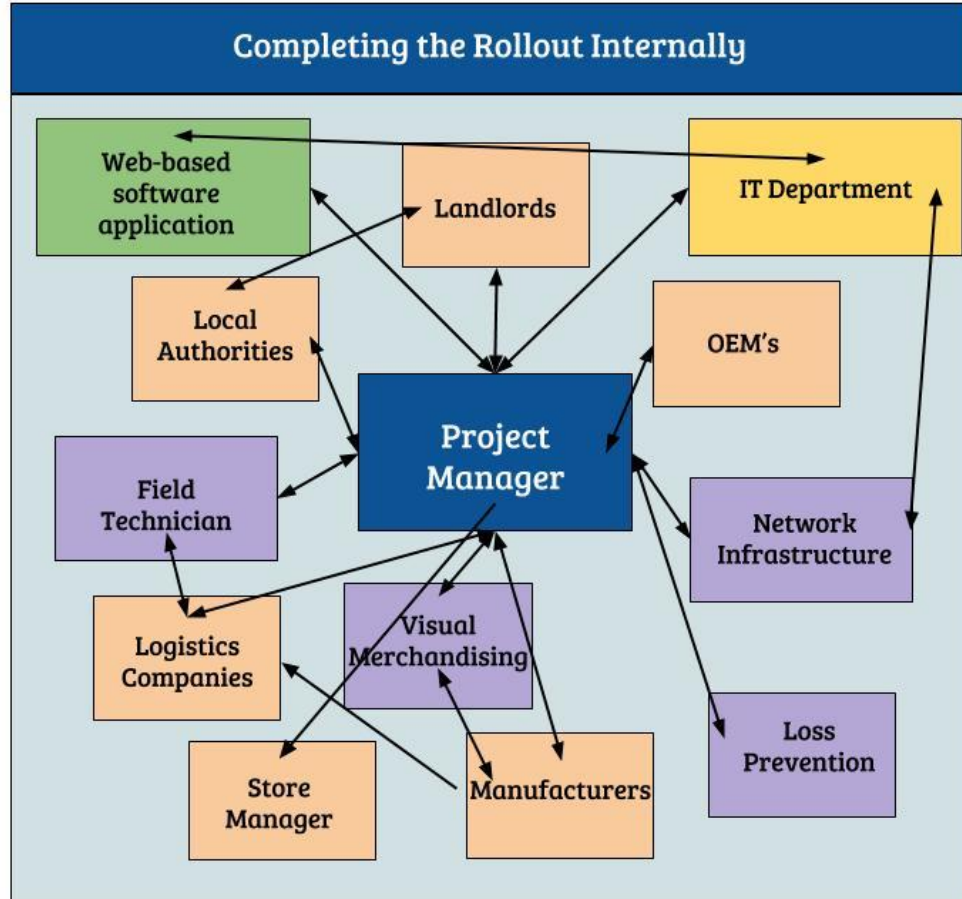 Completing the Rollout Internally
Web-based
software
application
Landlords
IT Department
Local
Authorities
OEM's
Project
Manager
Field
Technician
Network
Infrastructure
Logistics
Companies
Visual
Merchandising
Loss
Prevention
Store
Manager
Manufacturers